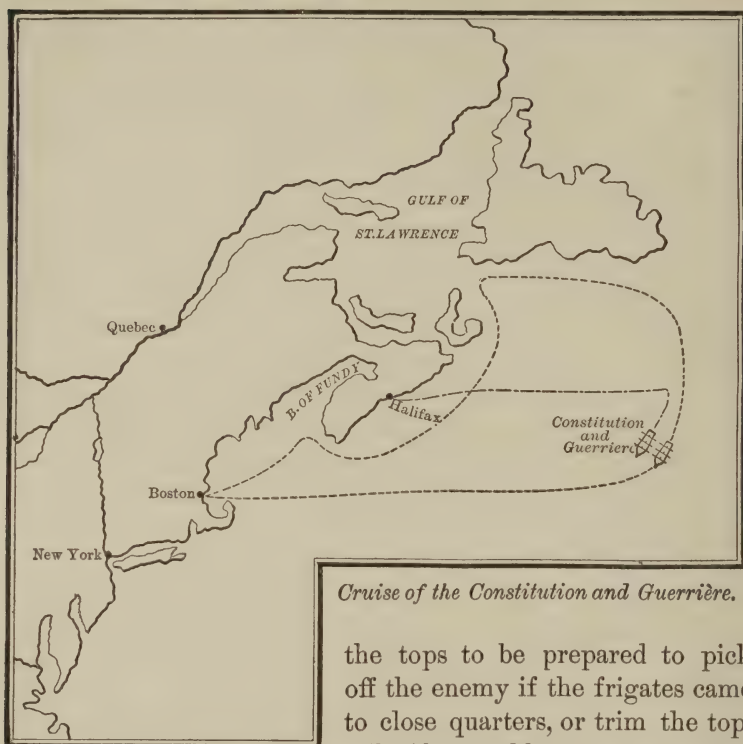 GULF OF
ST. LAWRENCE
Quebec
B. OF FUNDY
Halifax
Constitution
and
Guerriere
Boston
New York
Cruise of the Constitution and Guerrière.
the tops to be prepared to pick
off the enemy if the frigates came
to close quarters, or trim the top-